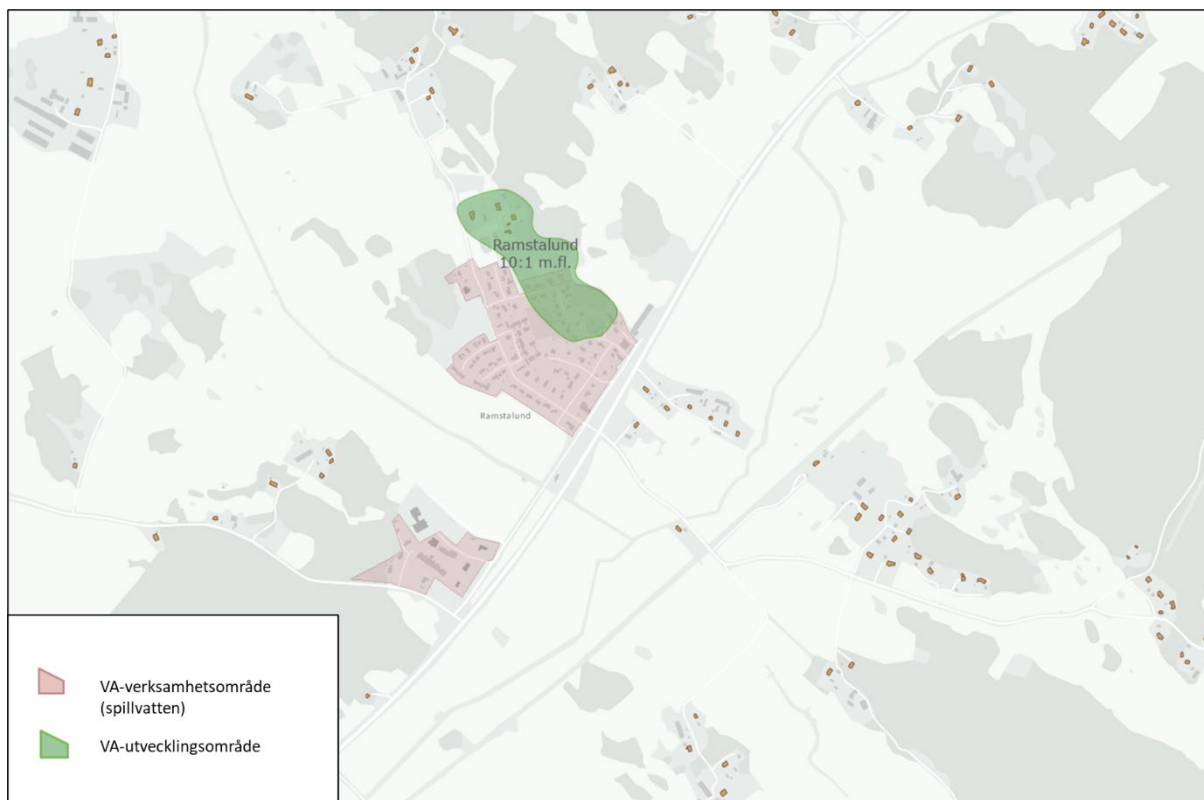 Ramstalund
10:1 m.fl.
Ramstalund
VA-verksamhetsområde
(spillvatten)
VA-utvecklingsområde